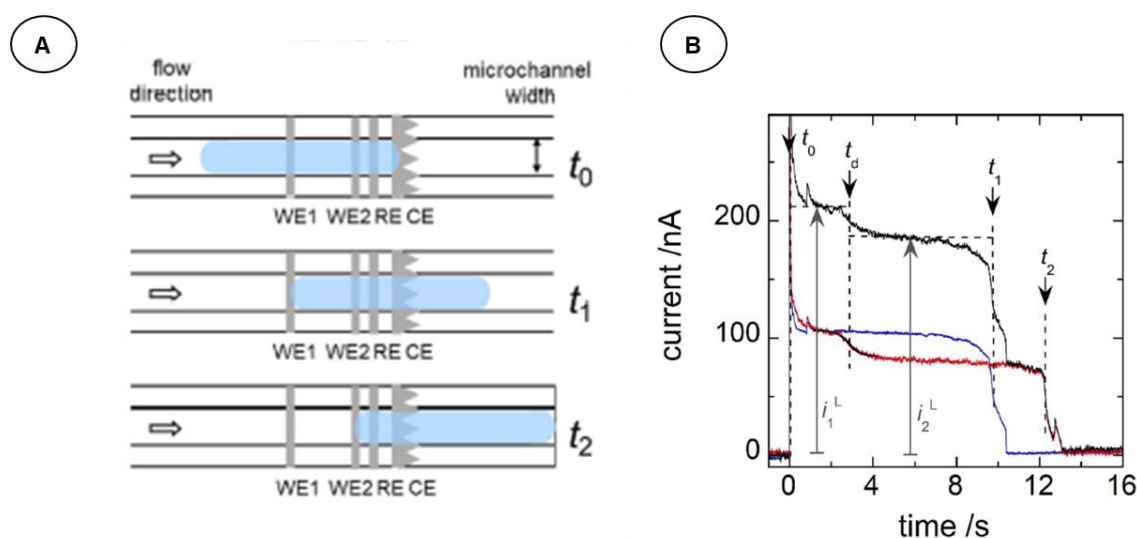 A
flow
direction
microchannel
width
t0
WE1 WE2 RE CE
t1
WE1 WE2 RE CE
t2
WE1 WE2 RE CE
B
current /nA
200
100
0
t0
td
t1
t2
i1L
i2L
0 4 8 12 16
time /s